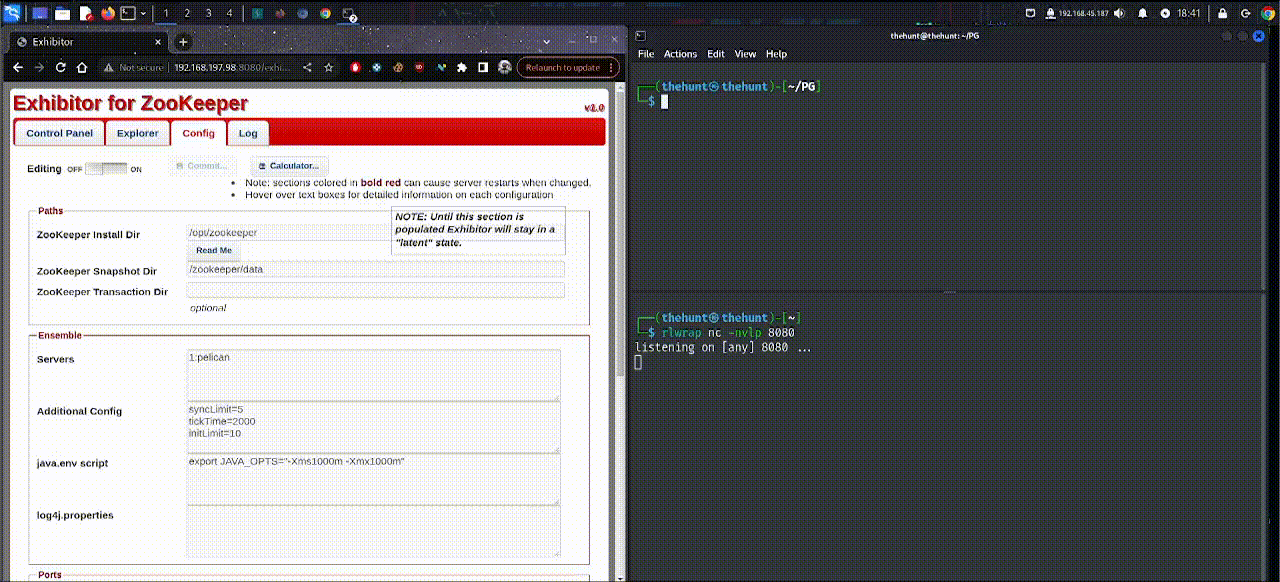 1 2 3 4
2
192.168.45.187
18:41
Exhibitor
Not secure
192.168.197.98:8080/exhi...
Relaunch to update
Exhibitor for ZooKeeper
v1.0
Control Panel
Explorer
Config
Log
Editing OFF ON
Commit...
Calculator...
Note: sections colored in bold red can cause server restarts when changed.
Hover over text boxes for detailed information on each configuration
Paths
NOTE: Until this section is
populated Exhibitor will stay in a
"latent" state.
ZooKeeper Install Dir
/opt/zookeeper
Read Me
ZooKeeper Snapshot Dir
/zookeeper/data
ZooKeeper Transaction Dir
optional
Ensemble
Servers
1:pelican
Additional Config
syncLimit=5
tickTime=2000
initLimit=10
java.env script
export JAVA_OPTS="-Xms1000m -Xmx1000m"
log4j.properties
Ports
thehunt@thehunt: ~/PG
File Actions Edit View Help
(thehunt㉿thehunt)-[~/PG]
$
(thehunt㉿thehunt)-[~]
$ rlwrap nc -nvlp 8080
listening on [any] 8080 ...